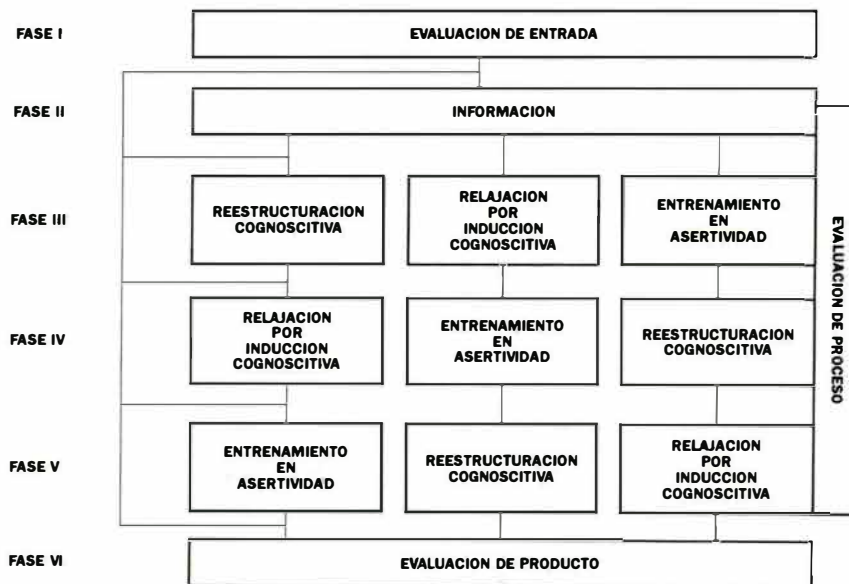 FASE I
EVALUACION DE ENTRADA
FASE II
INFORMACION
FASE III
REESTRUCTURACION
COGNOSCITIVA
RELAJACION
POR
INDUCCION
COGNOSCITIVA
ENTRENAMIENTO
EN
ASERTIVIDAD
FASE IV
RELAJACION
POR
INDUCCION
COGNOSCITIVA
ENTRENAMIENTO
EN
ASERTIVIDAD
REESTRUCTURACION
COGNOSCITIVA
FASE V
ENTRENAMIENTO
EN
ASERTIVIDAD
REESTRUCTURACION
COGNOSCITIVA
RELAJACION
POR
INDUCCION
COGNOSCITIVA
EVALUACION DE PROCESO
FASE VI
EVALUACION DE PRODUCTO